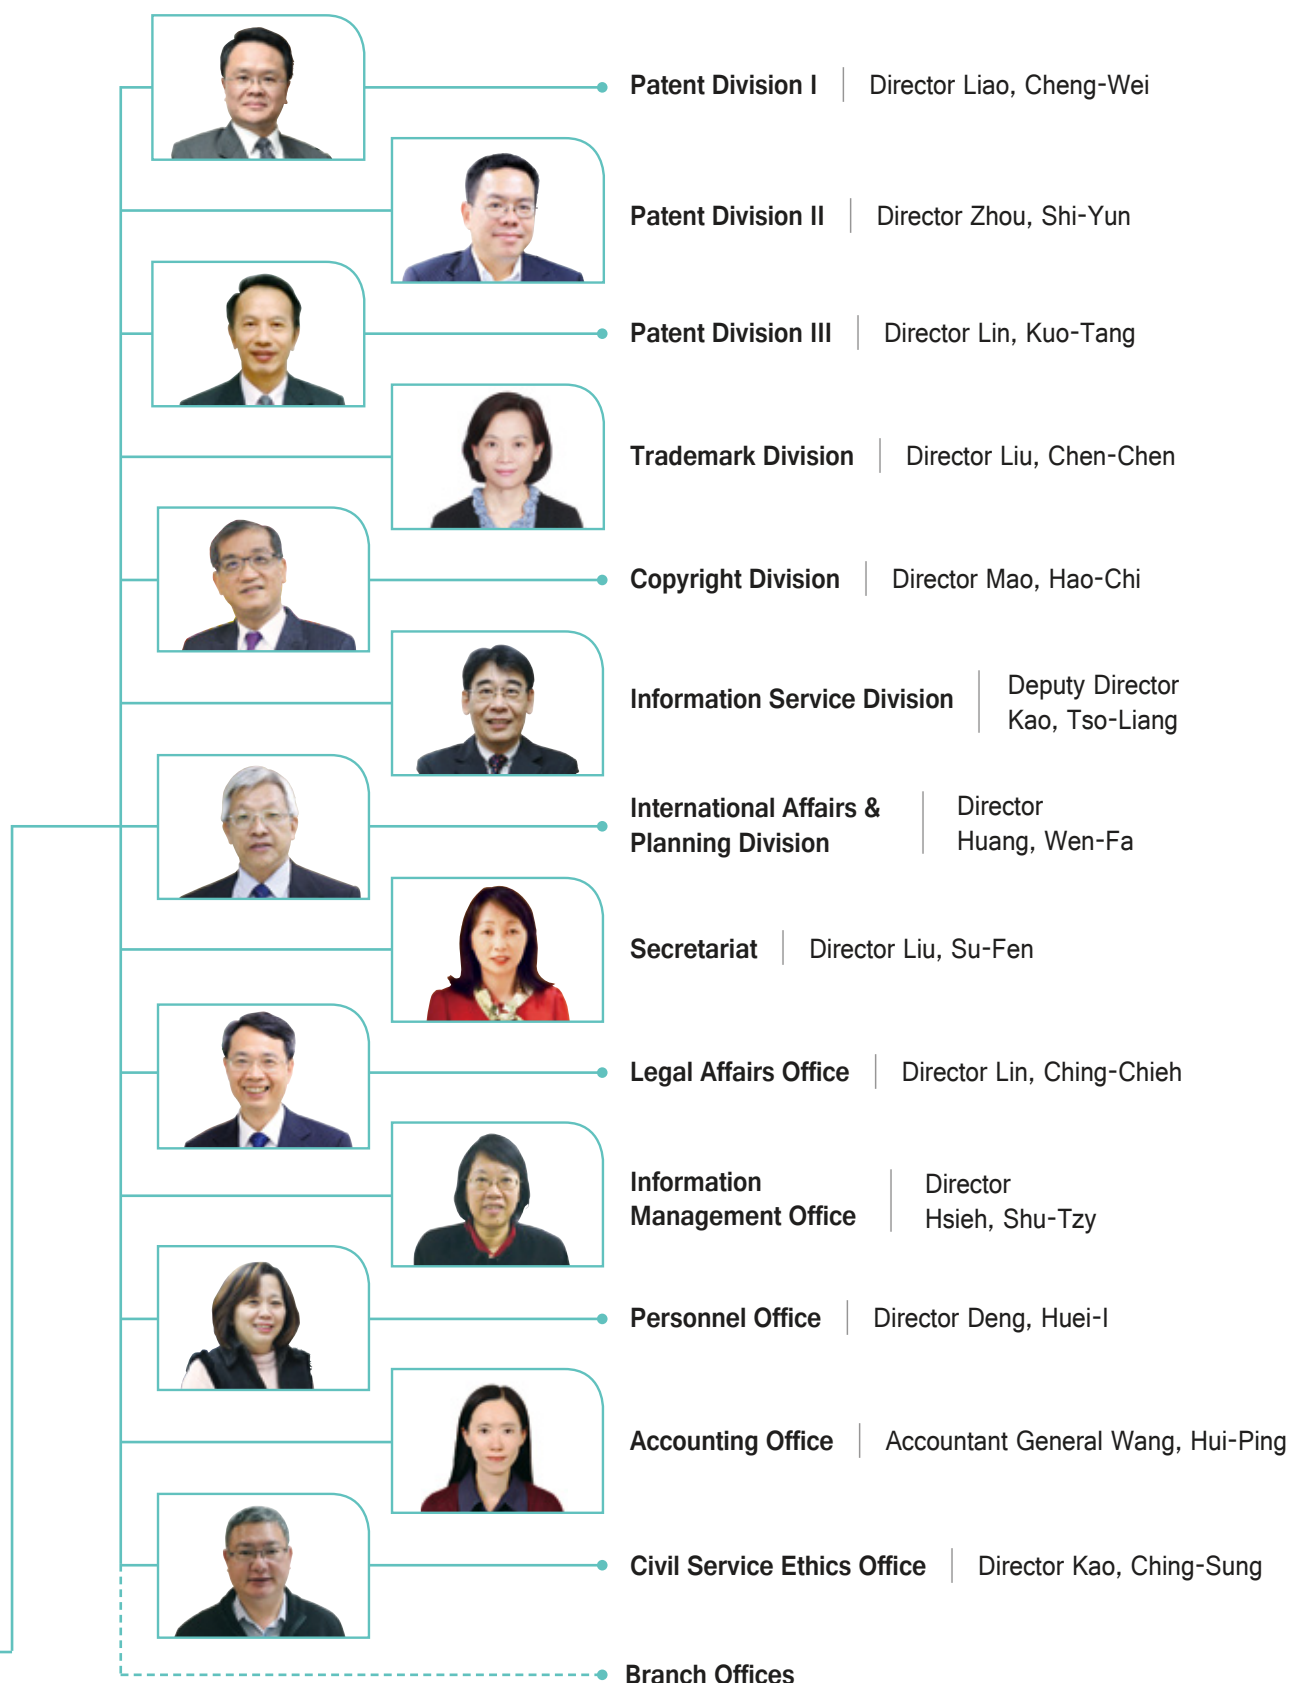 Patent Division I Director Liao, Cheng-Wei
Patent Division II Director Zhou, Shi-Yun
Patent Division III Director Lin, Kuo-Tang
Trademark Division Director Liu, Chen-Chen
Copyright Division Director Mao, Hao-Chi
Information Service Division
Deputy Director
Kao, Tso-Liang
International Affairs &
Planning Division
Director
Huang, Wen-Fa
Secretariat Director Liu, Su-Fen
Legal Affairs Office Director Lin, Ching-Chieh
Information
Management Office
Director
Hsieh, Shu-Tzy
Personnel Office Director Deng, Huei-I
Accounting Office Accountant General Wang, Hui-Ping
Civil Service Ethics Office Director Kao, Ching-Sung
Branch Offices